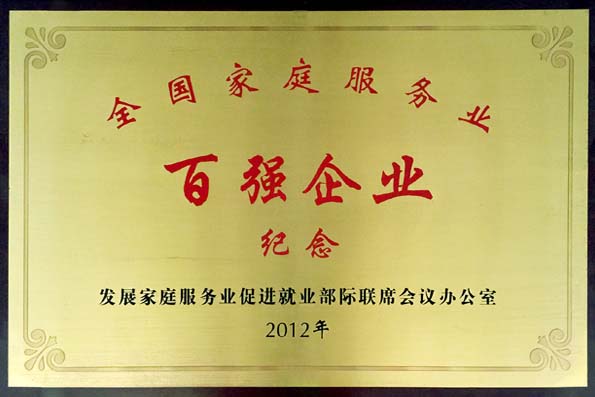 全国家庭服务业
百强企业
纪念
发展家庭服务业促进就业部际联席会议办公室
2012年